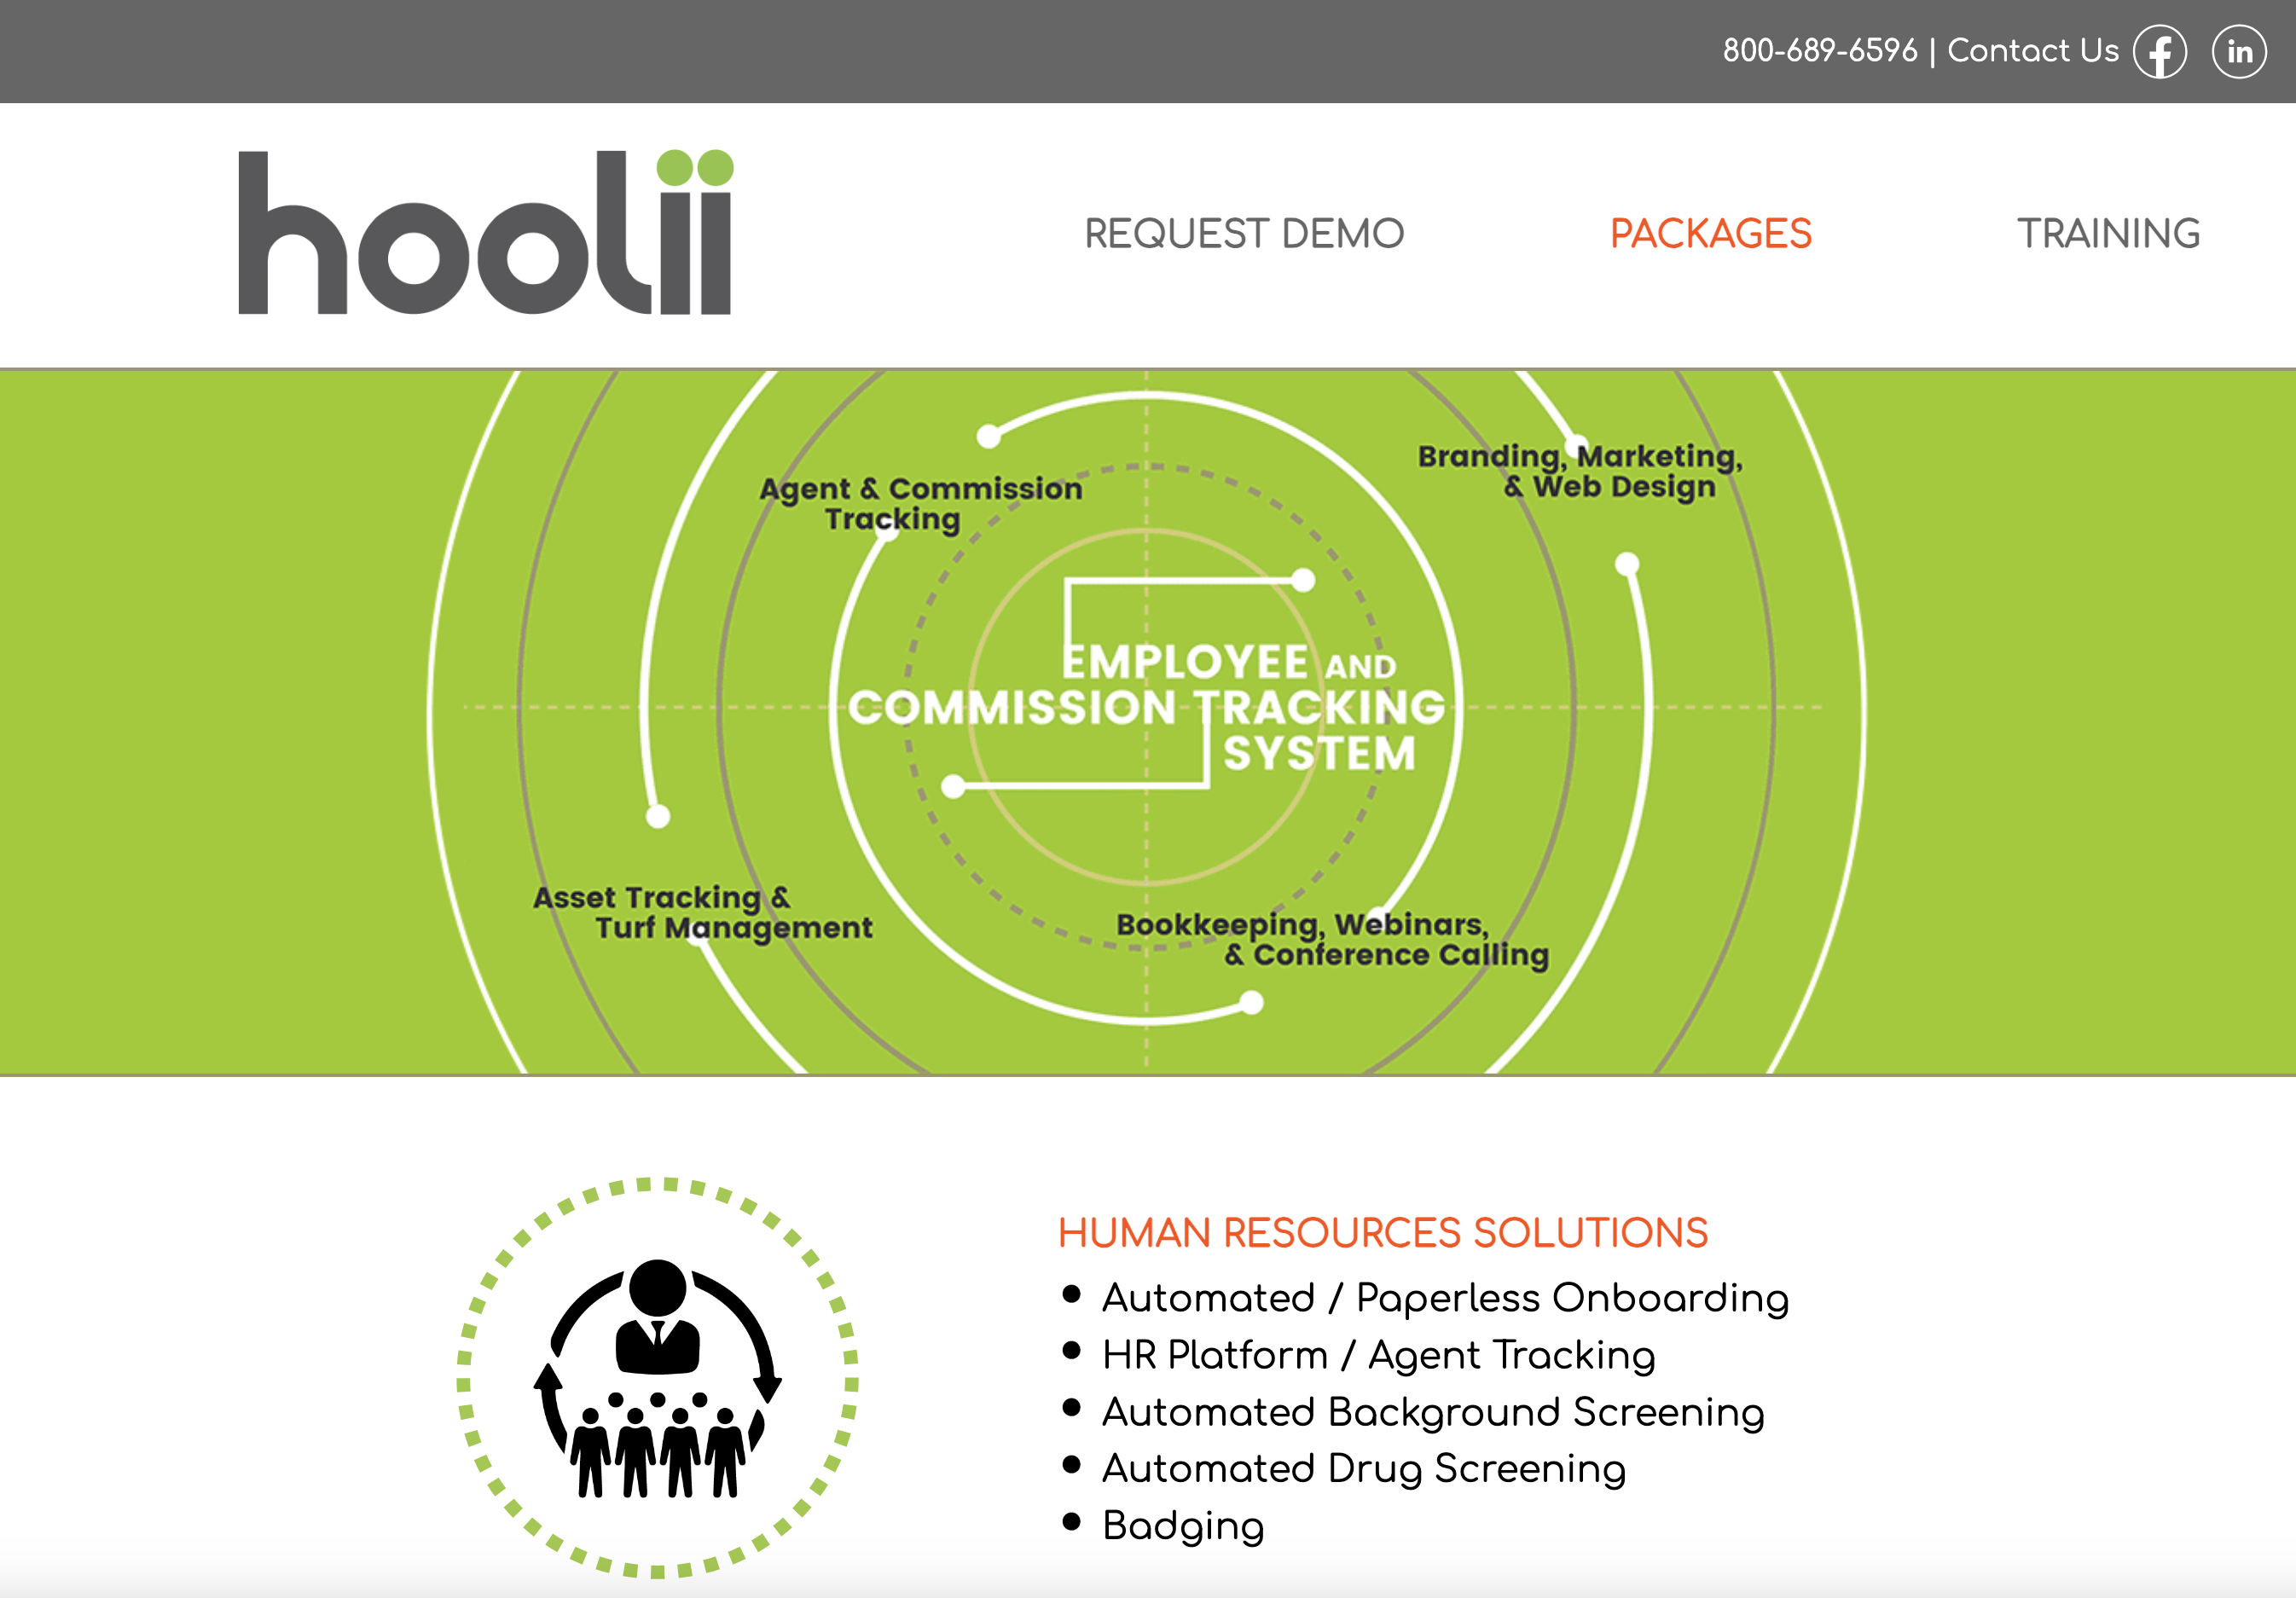 800-689-6596 | Contact Us
hoolii
REQUEST DEMO
PACKAGES
TRAINING
Branding, Marketing,
& Web Design
Agent & Commission
Tracking
EMPLOYEE AND
COMMISSION TRACKING
SYSTEM
Asset Tracking &
Turf Management
Bookkeeping, Webinars,
& Conference Calling
HUMAN RESOURCES SOLUTIONS
Automated / Paperless Onboarding
HR Platform / Agent Tracking
Automated Background Screening
Automated Drug Screening
Badging